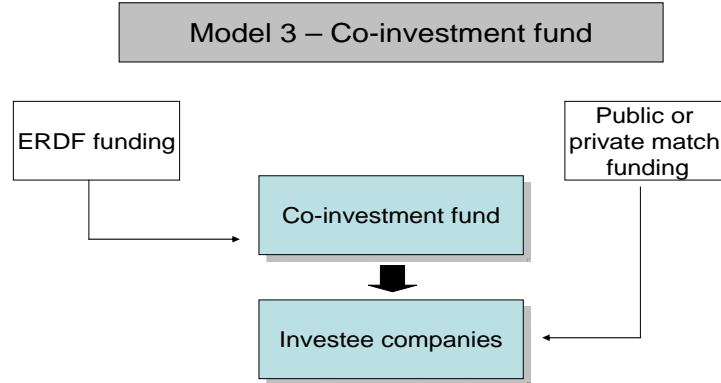 Model 3 – Co-investment fund
ERDF funding
Public or
private match
funding
Co-investment fund
Investee companies